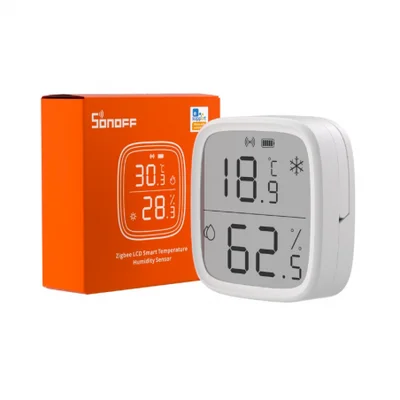 SONOFF
30.3 °C
28.3 %
Zigbee LCD Smart Temperature
Humidity Sensor
18.9 °C
62.5 %